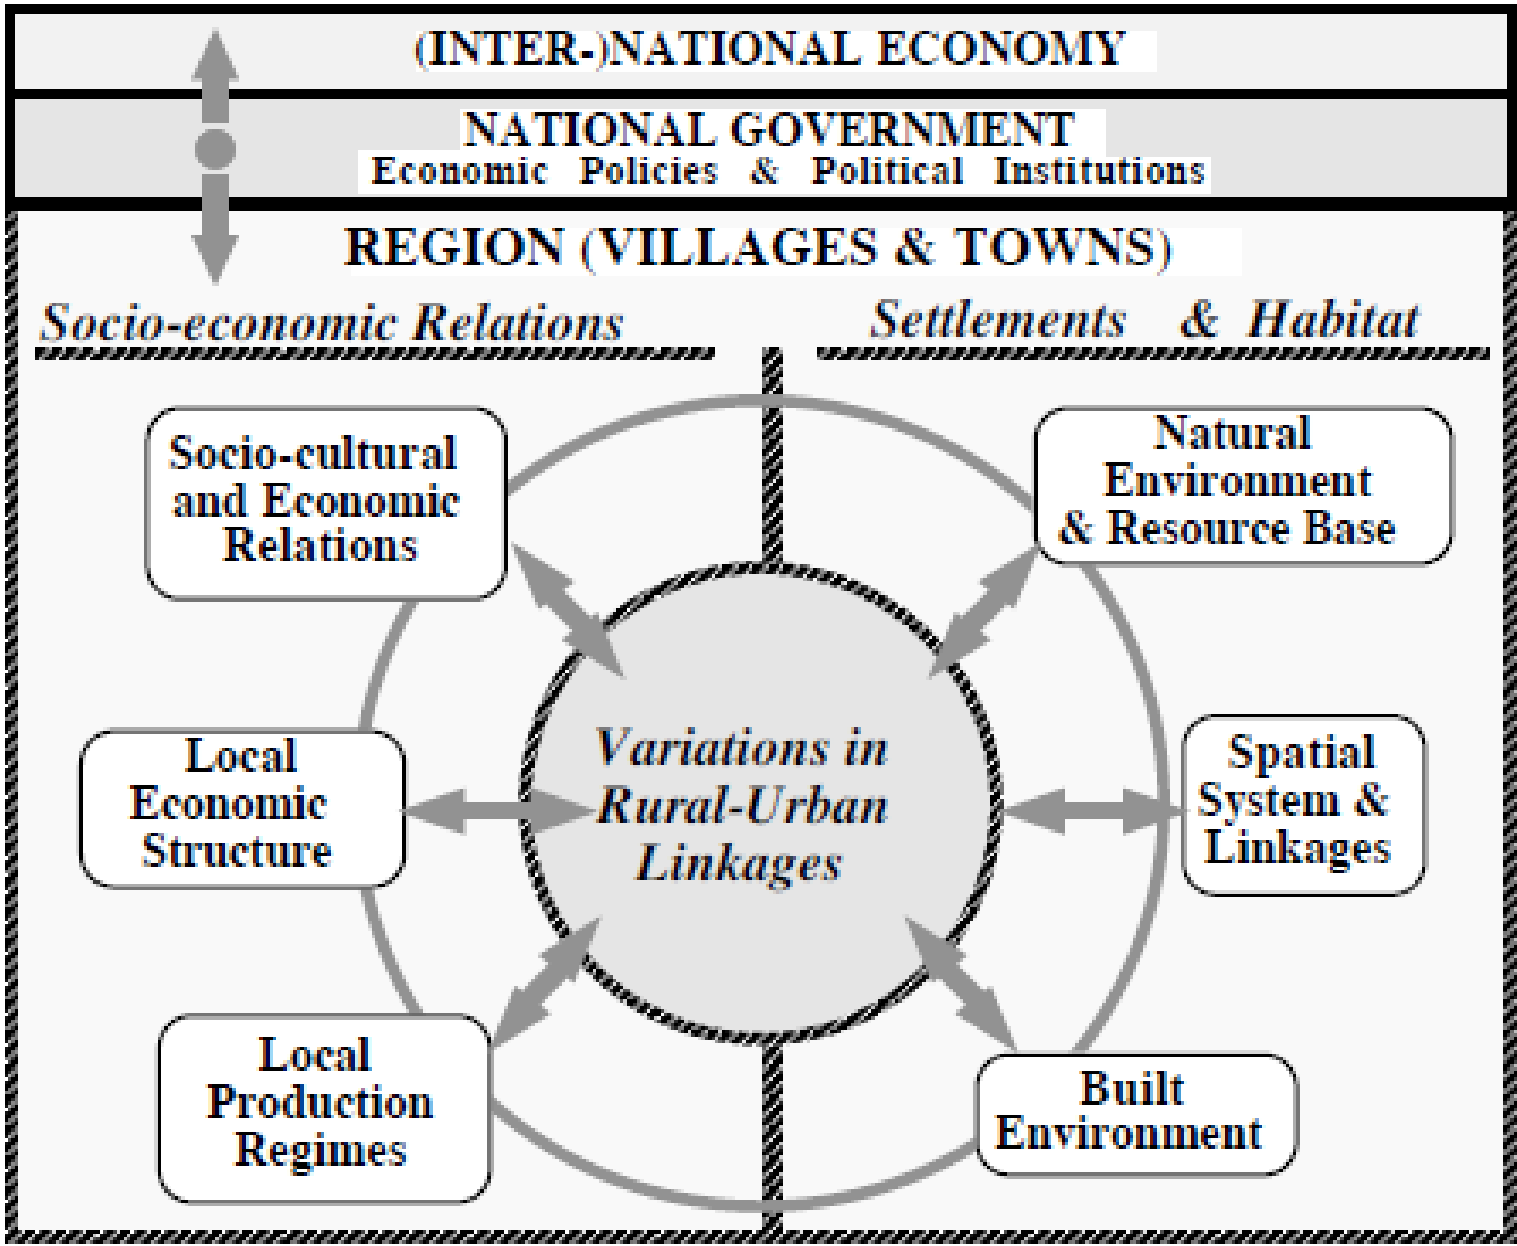 (INTER-)NATIONAL ECONOMY
NATIONAL GOVERNMENT
Economic Policies & Political Institutions
REGION (VILLAGES & TOWNS)
Socio-economic Relations
Settlements & Habitat
Socio-cultural
and Economic
Relations
Natural
Environment
& Resource Base
Local
Economic
Structure
Variations in
Rural-Urban
Linkages
Spatial
System &
Linkages
Local
Production
Regimes
Built
Environment